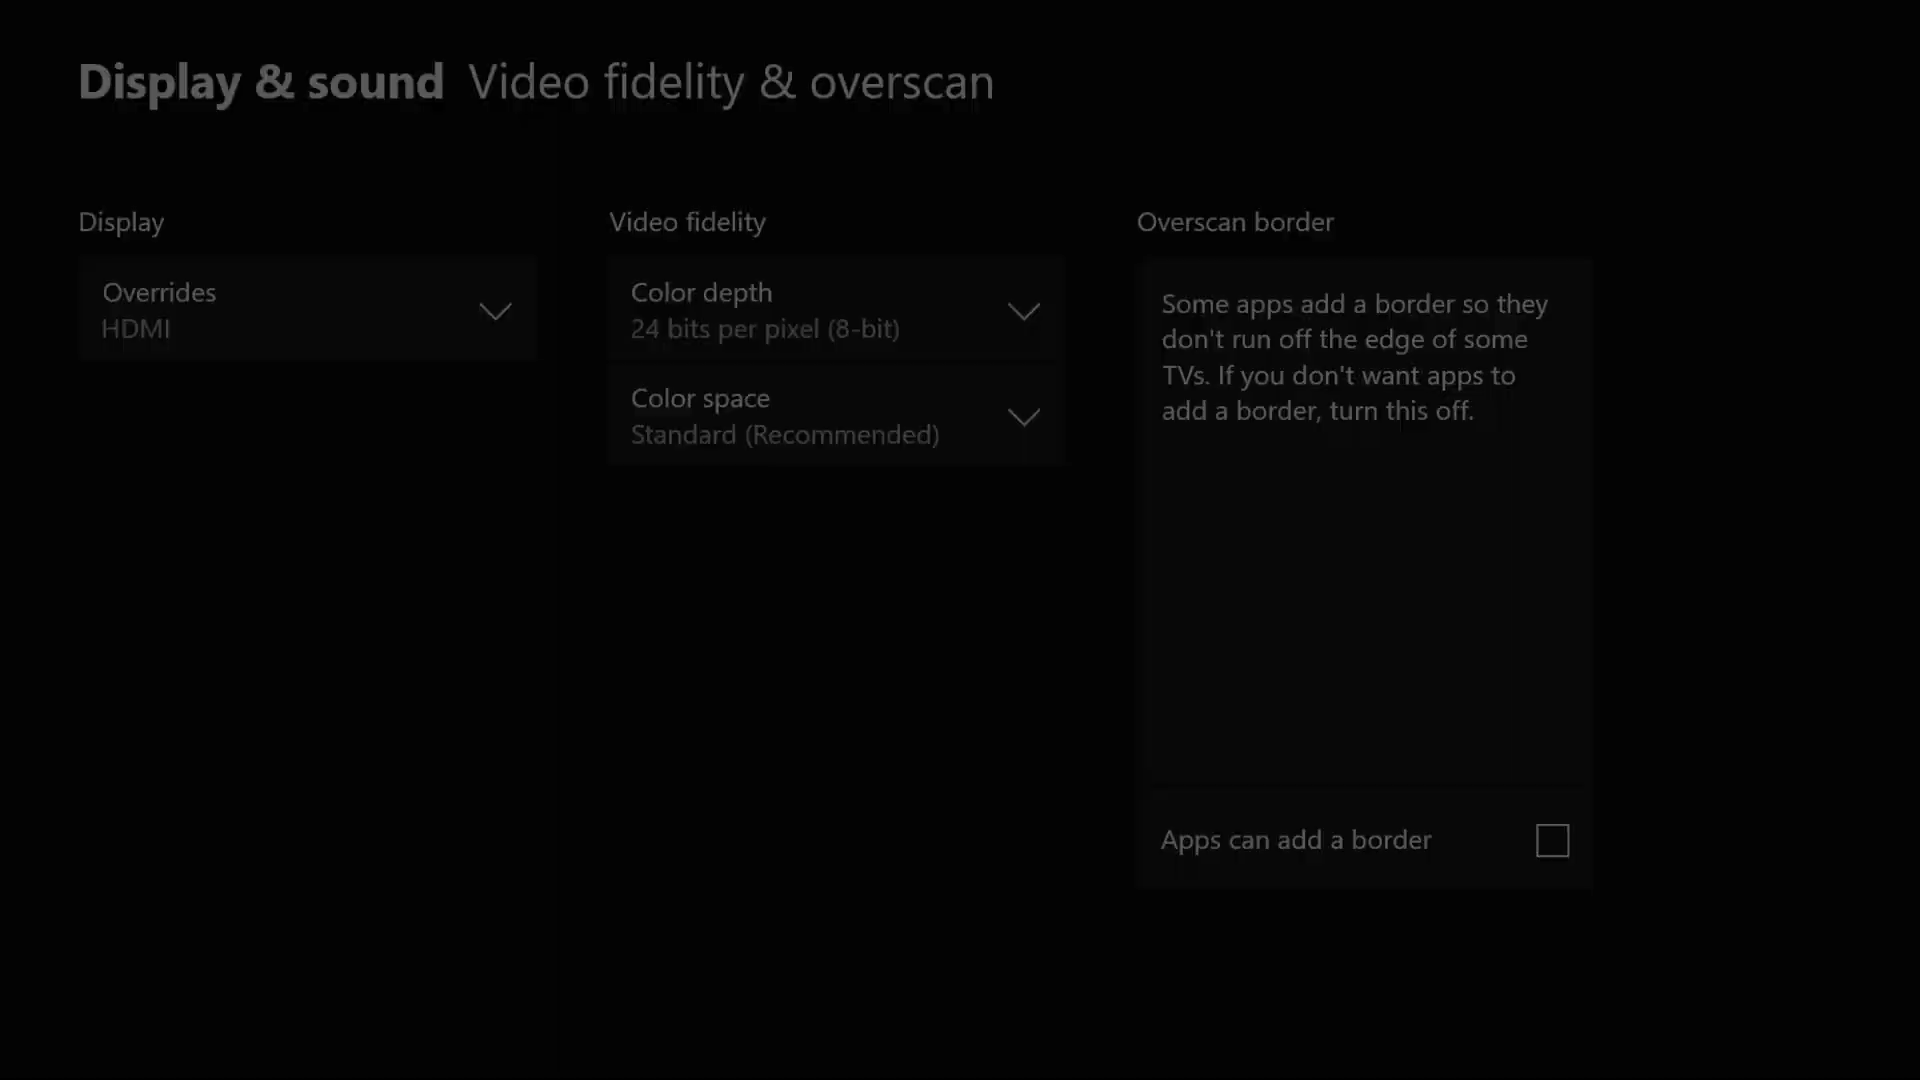 Display & sound Video fidelity & overscan
Display
Overrides
HDMI
Video fidelity
Color depth
24 bits per pixel (8-bit)
Color space
Standard (Recommended)
Overscan border
Some apps add a border so they
don't run off the edge of some
TVs. If you don't want apps to
add a border, turn this off.
Apps can add a border